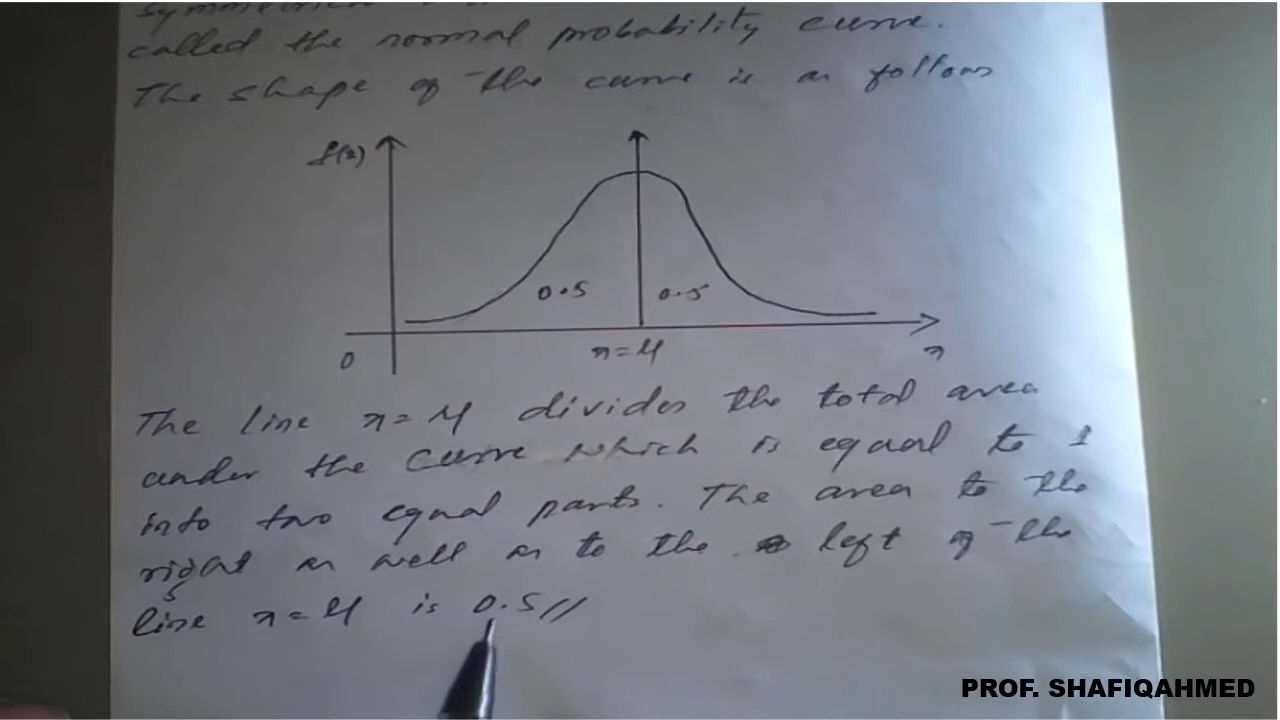 symmetrical
called the normal probability curve.
The shape of the curve is as follows
f(x)
0.5 0.5
0 x=μ x
The line x=μ divides the total area
under the curve which is equal to 1
into two equal parts. The area to the
right as well as to the left of the
line x=μ is 0.5//
PROF. SHAFIQAHMED